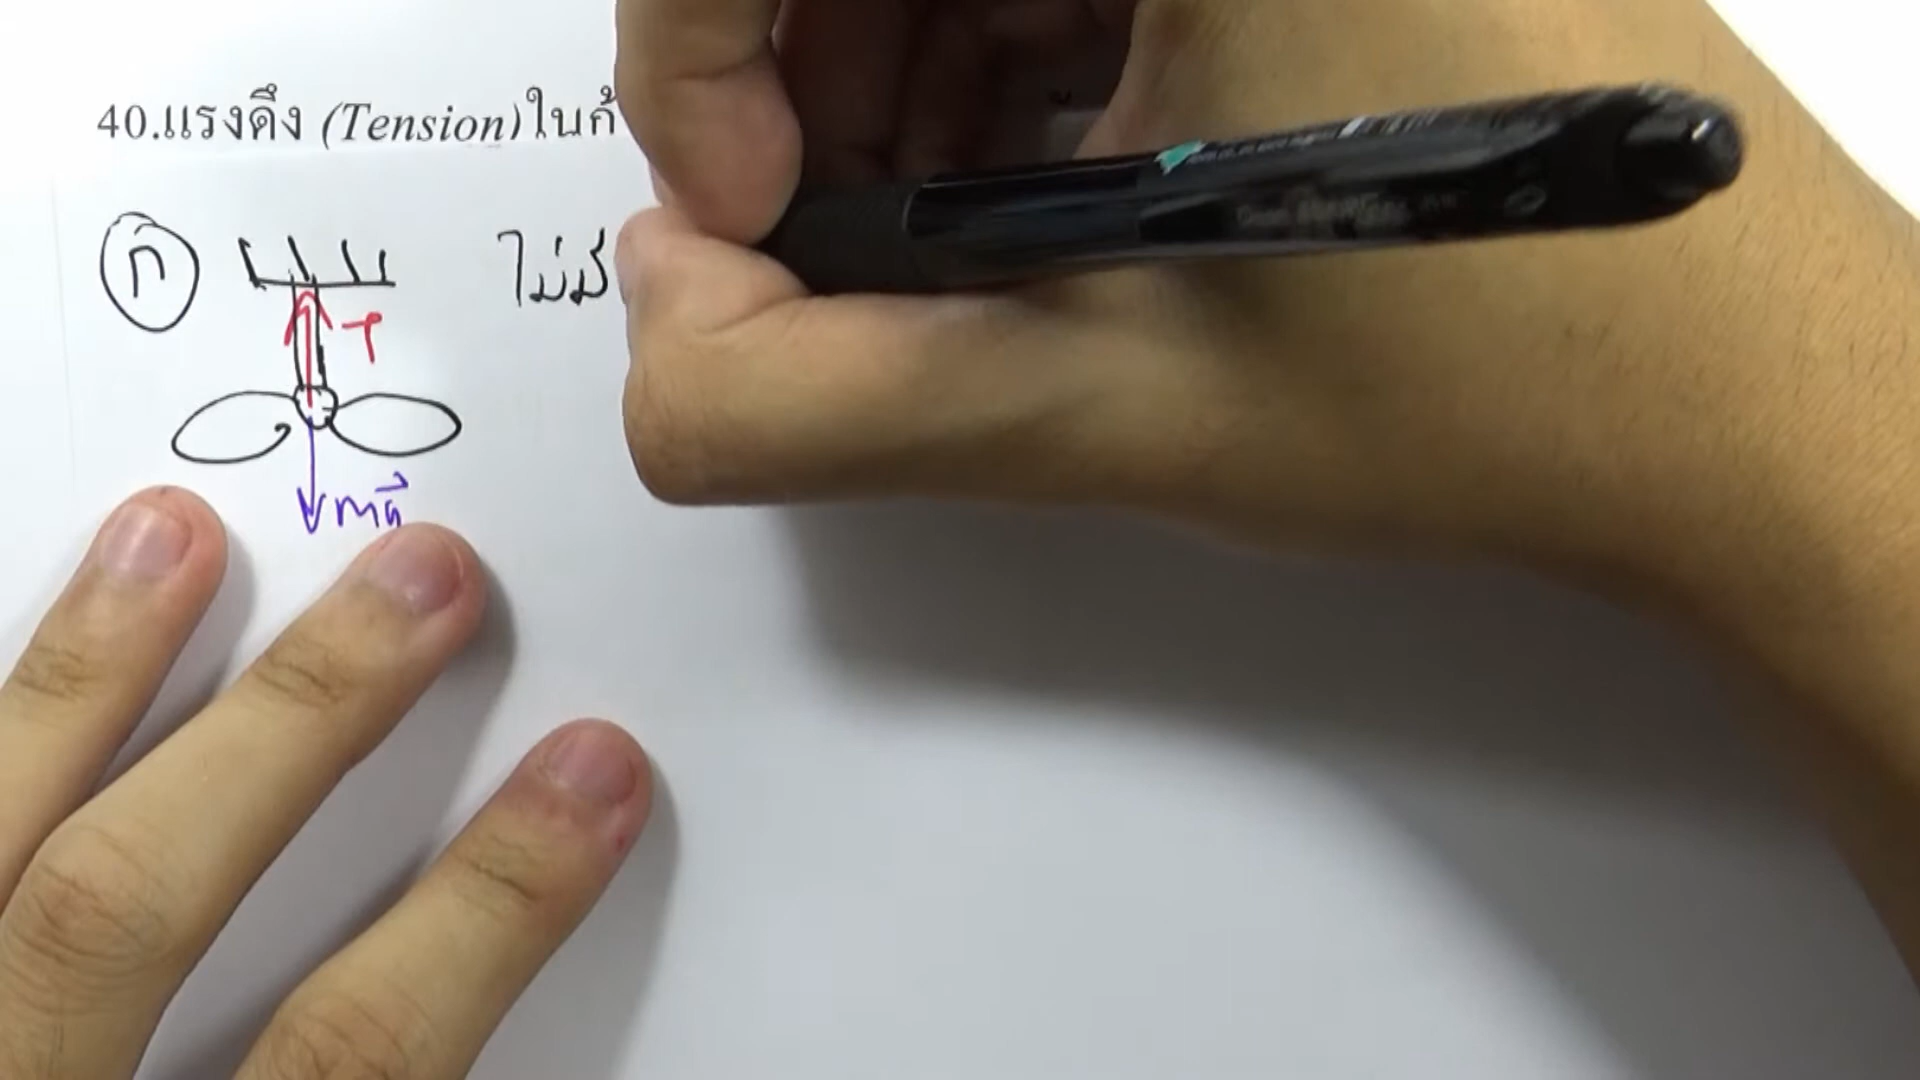 40.แรงดึง (Tension)ในก้
ก
ไม่มี
T
mg⃗